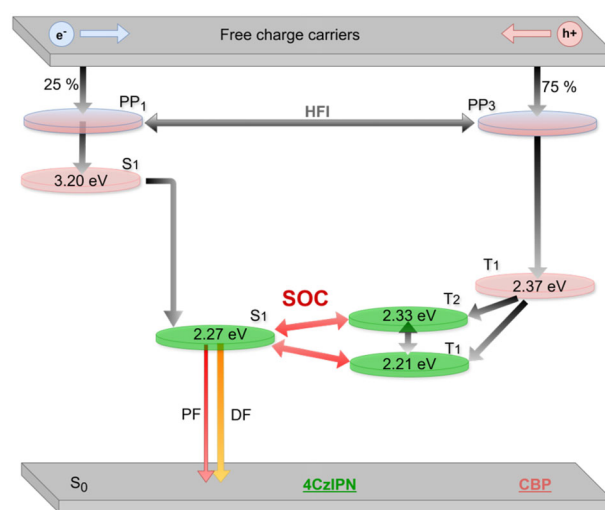 e- Free charge carriers h+
25 % 75 %
PP1 HFI PP3
S1
3.20 eV
T1
2.37 eV
SOC
T2
2.33 eV
S1
2.27 eV
T1
2.21 eV
PF DF
S0 4CzIPN CBP